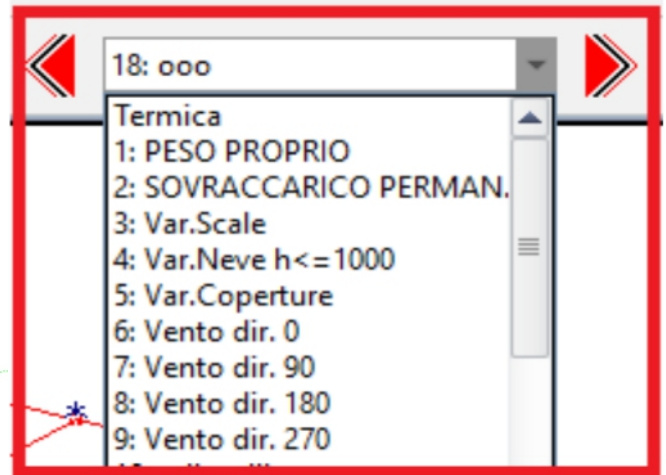 18: ooo
Termica
1: PESO PROPRIO
2: SOVRACCARICO PERMAN.
3: Var.Scale
4: Var.Neve h<=1000
5: Var.Coperture
6: Vento dir. 0
7: Vento dir. 90
8: Vento dir. 180
9: Vento dir. 270